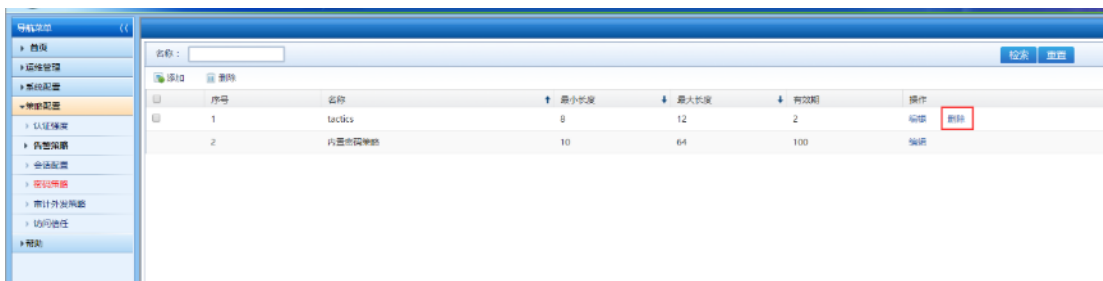 导航菜单
首页
运维管理
系统配置
策略配置
认证强度
告警策略
会话配置
密码策略
审计外发策略
访问信任
帮助
名称：
检索 重置
添加 删除
序号 名称 最小长度 最大长度 有效期 操作
1 tactics 8 12 2 编辑 删除
2 内置密码策略 10 64 100 编辑